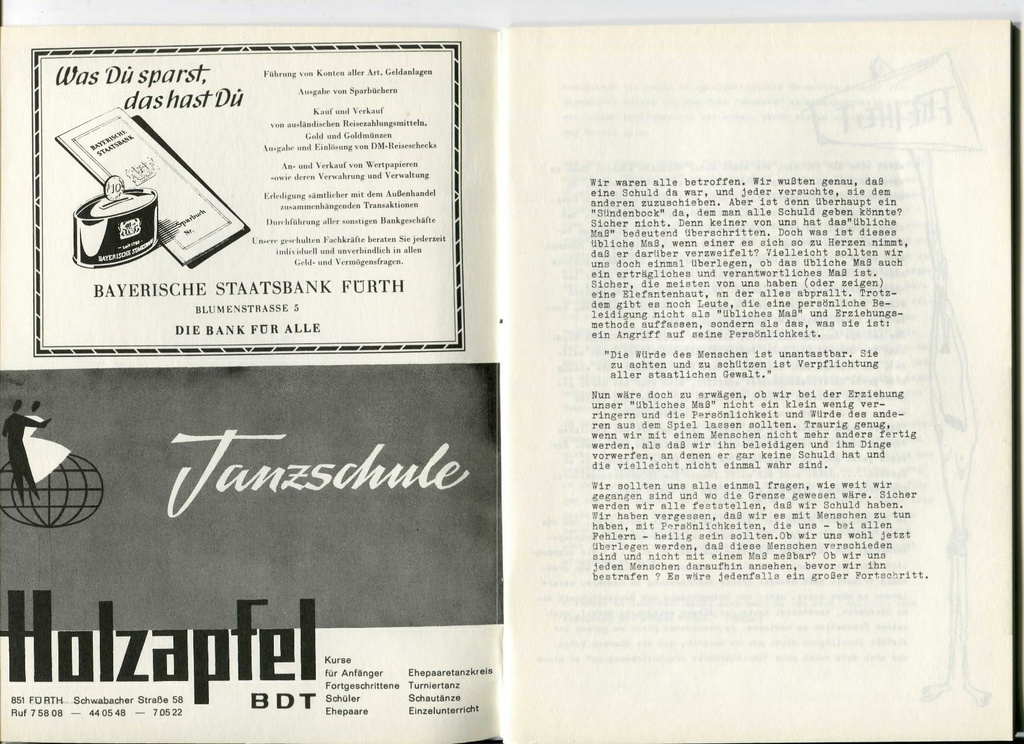 Was Dü sparst,
das hast Dü
Führung von Konten aller Art, Geldanlagen
Ausgabe von Sparbüchern
Kauf und Verkauf
von ausländischen Reisezahlungsmitteln,
Gold und Goldmünzen
Ausgabe und Einlösung von DM-Reiseschecks
An- und Verkauf von Wertpapieren
sowie deren Verwahrung und Verwaltung
Erledigung sämtlicher mit dem Außenhandel
zusammenhängenden Transaktionen
Durchführung aller sonstigen Bankgeschäfte
Unsere geschulten Fachkräfte beraten Sie jederzeit
individuell und unverbindlich in allen
Geld- und Vermögensfragen.
BAYERISCHE
STAATSBANK
Sparbuch
Nr.
10
BAYERISCHE STAATSBANK
BAYERISCHE STAATSBANK FÜRTH
BLUMENSTRASSE 5
DIE BANK FÜR ALLE
Tanzschule
Holzapfel
BDT
851 FÜRTH Schwabacher Straße 58
Ruf 7 58 08 — 44 05 48 — 7 05 22
Kurse
für Anfänger
Fortgeschrittene
Schüler
Ehepaare
Ehepaaretanzkreis
Turniertanz
Schautänze
Einzelunterricht
FREIHEIT
Wir waren alle betroffen. Wir wußten genau, daß
eine Schuld da war, und jeder versuchte, sie dem
anderen zuzuschieben. Aber ist denn überhaupt ein
"Sündenbock" da, dem man alle Schuld geben könnte?
Sicher nicht. Denn keiner von uns hat das"übliche
Maß" bedeutend überschritten. Doch was ist dieses
übliche Maß, wenn einer es sich so zu Herzen nimmt,
daß er darüber verzweifelt? Vielleicht sollten wir
uns doch einmal überlegen, ob das übliche Maß auch
ein erträgliches und verantwortliches Maß ist.
Sicher, die meisten von uns haben (oder zeigen)
eine Elefantenhaut, an der alles abprallt. Trotz-
dem gibt es noch Leute, die eine persönliche Be-
leidigung nicht als "übliches Maß" und Erziehungs-
methode auffassen, sondern als das, was sie ist:
ein Angriff auf seine Persönlichkeit.
"Die Würde des Menschen ist unantastbar. Sie
zu achten und zu schützen ist Verpflichtung
aller staatlichen Gewalt."
Nun wäre doch zu erwägen, ob wir bei der Erziehung
unser "übliches Maß" nicht ein klein wenig ver-
ringern und die Persönlichkeit und Würde des ande-
ren aus dem Spiel lassen sollten. Traurig genug,
wenn wir mit einem Menschen nicht mehr anders fertig
werden, als daß wir ihn beleidigen und ihm Dinge
vorwerfen, an denen er gar keine Schuld hat und
die vielleicht nicht einmal wahr sind.
Wir sollten uns alle einmal fragen, wie weit wir
gegangen sind und wo die Grenze gewesen wäre. Sicher
werden wir alle feststellen, daß wir Schuld haben.
Wir haben vergessen, daß wir es mit Menschen zu tun
haben, mit Persönlichkeiten, die uns - bei allen
Fehlern - heilig sein sollten.Ob wir uns wohl jetzt
überlegen werden, daß diese Menschen verschieden
sind und nicht mit einem Maß meßbar? Ob wir uns
jeden Menschen daraufhin ansehen, bevor wir ihn
bestrafen ? Es wäre jedenfalls ein großer Fortschritt.